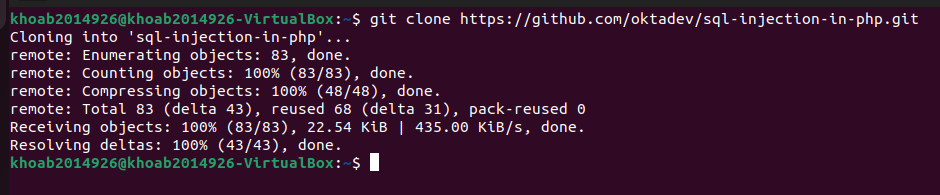 khoab2014926@khoab2014926-VirtualBox:~$ git clone https://github.com/oktadev/sql-injection-in-php.git
Cloning into 'sql-injection-in-php'...
remote: Enumerating objects: 83, done.
remote: Counting objects: 100% (83/83), done.
remote: Compressing objects: 100% (48/48), done.
remote: Total 83 (delta 43), reused 68 (delta 31), pack-reused 0
Receiving objects: 100% (83/83), 22.54 KiB | 435.00 KiB/s, done.
Resolving deltas: 100% (43/43), done.
khoab2014926@khoab2014926-VirtualBox:~$